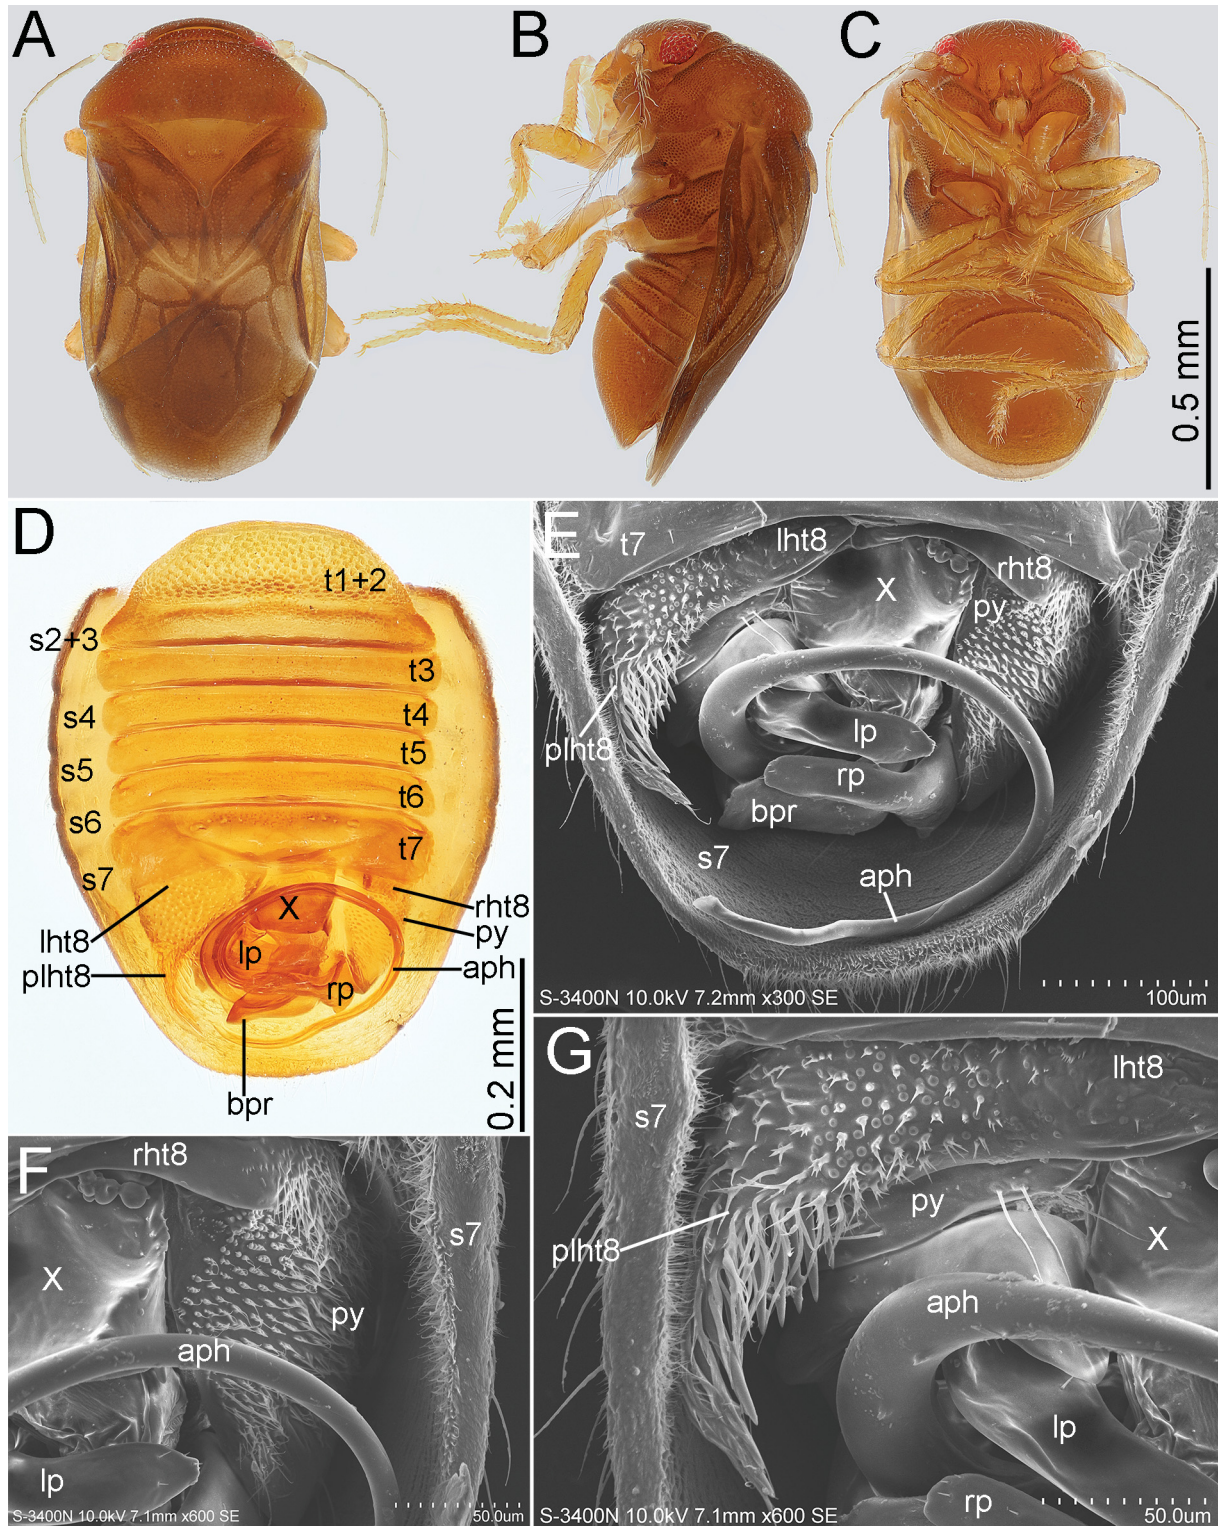 A
B
C
0.5 mm
D
t1+2
s2+3
t3
s4
t4
s5
t5
s6
t6
s7
t7
lht8
plht8
X
lp
rp
rht8
py
aph
bpr
0.2 mm
E
t7
lht8
X
rht8
py
plht8
lp
rp
bpr
s7
aph
S-3400N 10.0kV 7.2mm x300 SE
100um
F
rht8
s7
X
py
aph
lp
S-3400N 10.0kV 7.1mm x600 SE
50.0um
G
lht8
s7
py
plht8
X
aph
lp
rp
S-3400N 10.0kV 7.1mm x600 SE
50.0um